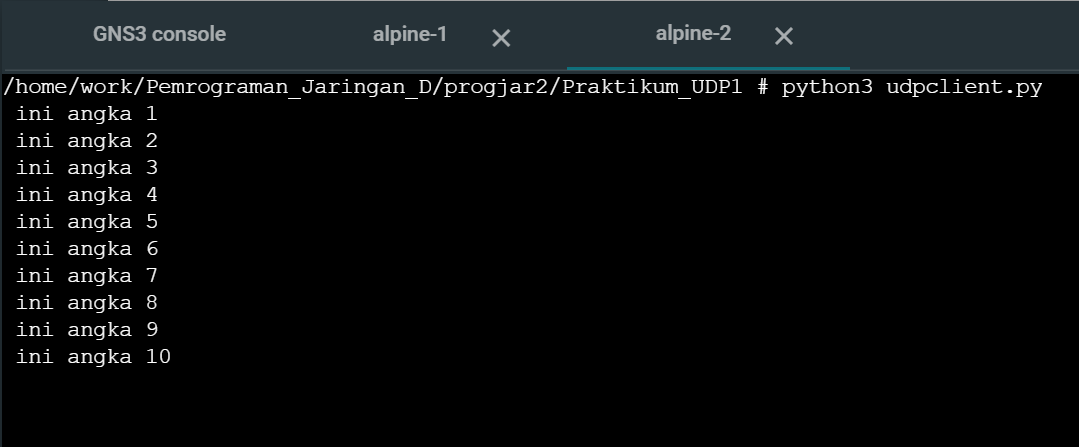 GNS3 console alpine-1 alpine-2
/home/work/Pemrograman_Jaringan_D/progjar2/Praktikum_UDP1 # python3 udpclient.py
ini angka 1
ini angka 2
ini angka 3
ini angka 4
ini angka 5
ini angka 6
ini angka 7
ini angka 8
ini angka 9
ini angka 10